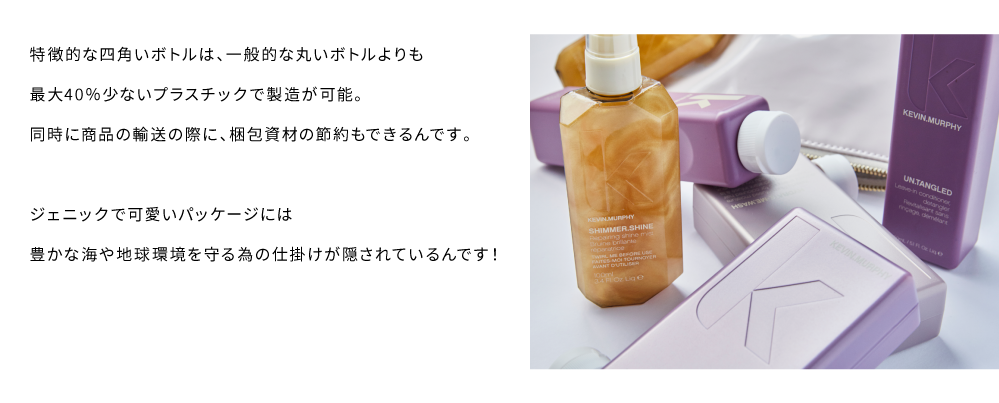 特徴的な四角いボトルは、一般的な丸いボトルよりも
最大40％少ないプラスチックで製造が可能。
同時に商品の輸送の際に、梱包資材の節約もできるんです。
ジェニックで可愛いパッケージには
豊かな海や地球環境を守る為の仕掛けが隠されているんです！
KEVIN.MURPHY
SHIMMER.SHINE
KEVIN.MURPHY
UN.TANGLED
Leave-in conditioner
KEVIN.MURPHY